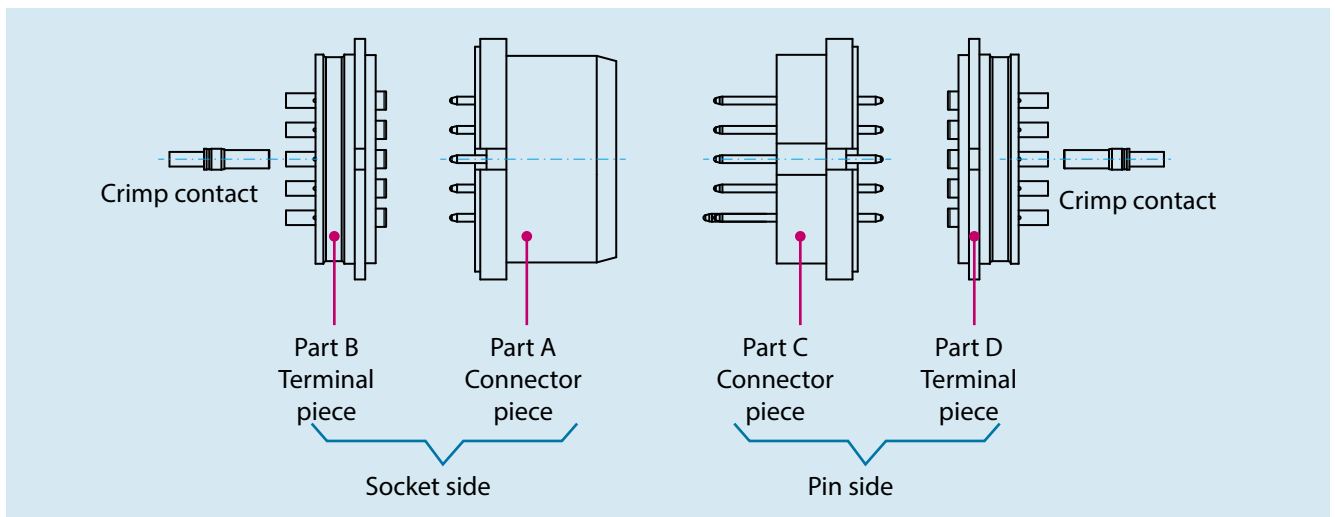 Crimp contact
Crimp contact
Part B
Terminal
piece
Part A
Connector
piece
Part C
Connector
piece
Part D
Terminal
piece
Socket side
Pin side